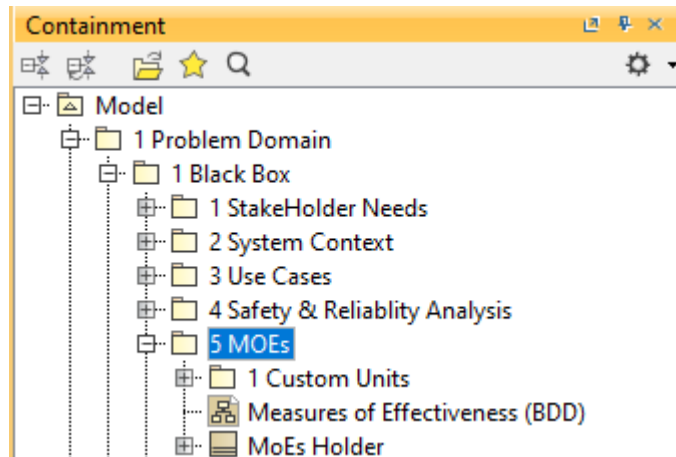 Containment
Model
1 Problem Domain
1 Black Box
1 StakeHolder Needs
2 System Context
3 Use Cases
4 Safety & Reliablity Analysis
5 MOEs
1 Custom Units
Measures of Effectiveness (BDD)
MoEs Holder